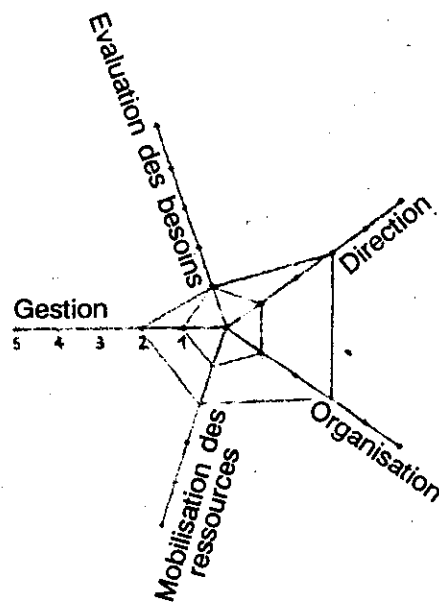 Evaluation des besoins
Direction
Gestion
5 4 3 2 1
Organisation
Mobilisation des
ressources